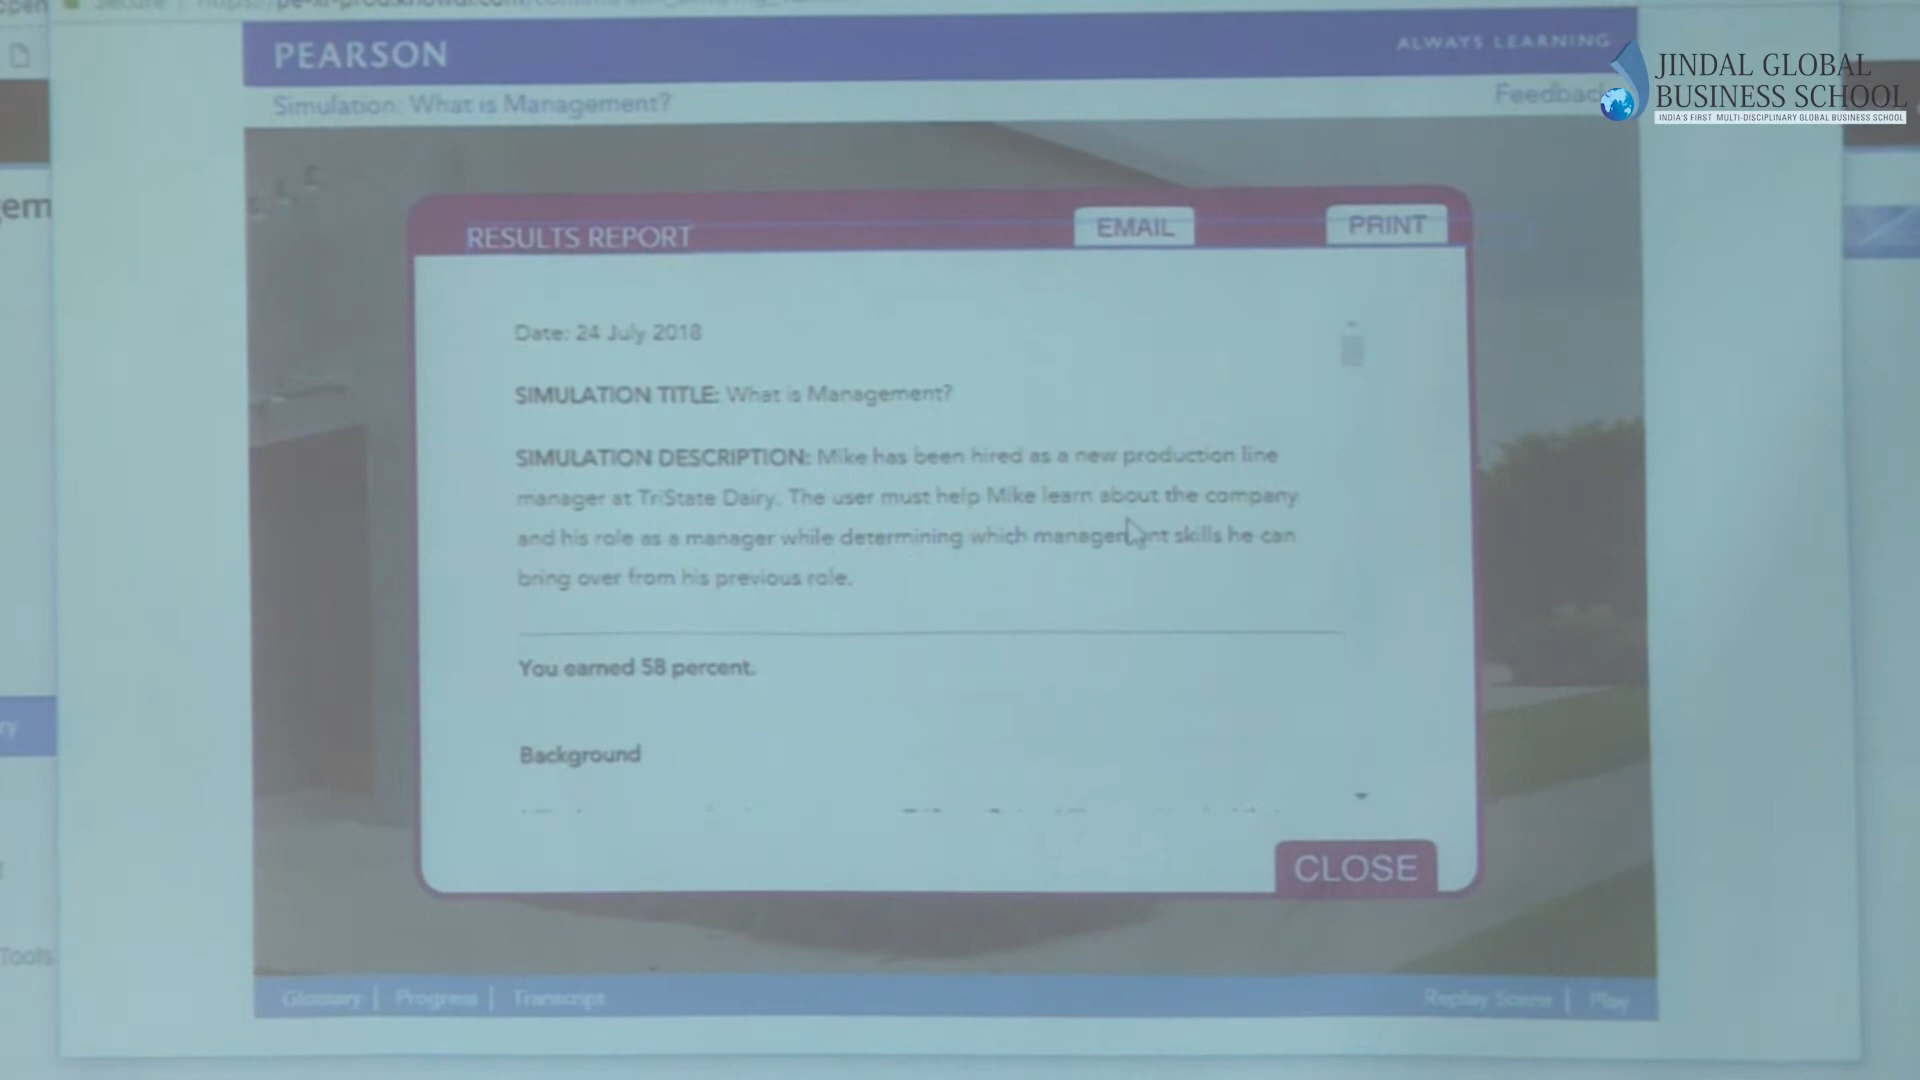 Secure
PEARSON
ALWAYS LEARNING
JINDAL GLOBAL
BUSINESS SCHOOL
INDIA'S FIRST MULTI-DISCIPLINARY GLOBAL BUSINESS SCHOOL
Simulation: What is Management?
Feedback
RESULTS REPORT
EMAIL
PRINT
Date: 24 July 2018
SIMULATION TITLE: What is Management?
SIMULATION DESCRIPTION: Mike has been hired as a new production line
manager at TriState Dairy. The user must help Mike learn about the company
and his role as a manager while determining which management skills he can
bring over from his previous role.
You earned 58 percent.
Background
CLOSE
Tools
Glossary | Progress | Transcript
Replay Scene | Play